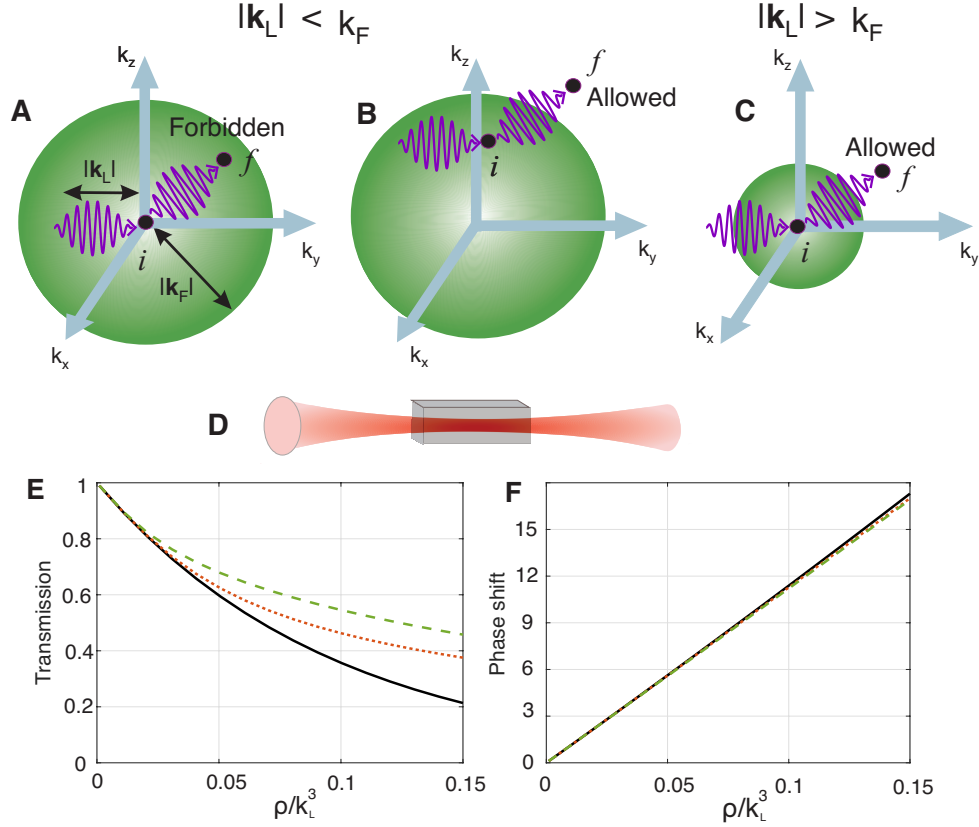 |k_L| < k_F
|k_L| > k_F
A
k_z
Forbidden
f
|k_L|
i
|k_F|
k_y
k_x
B
k_z
f
Allowed
i
k_y
k_x
C
k_z
Allowed
f
i
k_y
k_x
D
E
Transmission
1
0.8
0.6
0.4
0.2
0
0.05
0.1
0.15
ρ/k_L^3
F
Phase shift
15
12
9
6
3
0
0
0.05
0.1
0.15
ρ/k_L^3